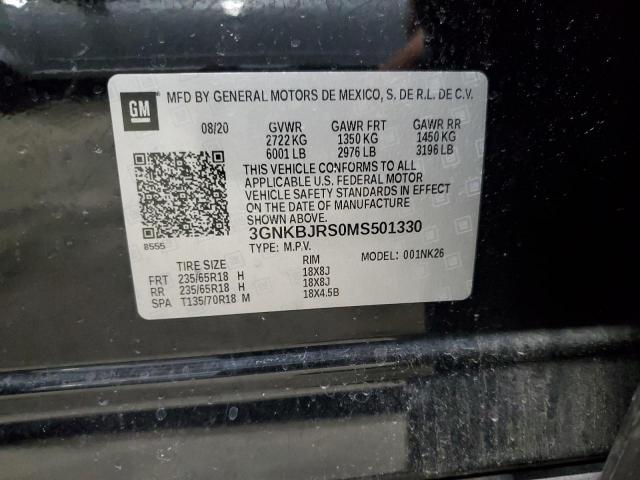 GM
MFD BY GENERAL MOTORS DE MEXICO, S. DE R.L. DE C.V.
08/20 GVWR GAWR FRT GAWR RR
2722 KG 1350 KG 1450 KG
6001 LB 2976 LB 3196 LB
THIS VEHICLE CONFORMS TO ALL
APPLICABLE U.S. FEDERAL MOTOR
VEHICLE SAFETY STANDARDS IN EFFECT
ON THE DATE OF MANUFACTURE
SHOWN ABOVE.
3GNKBJRS0MS501330
8555 TYPE: M.P.V. MODEL: 001NK26
TIRE SIZE RIM
FRT 235/65R18 H 18X8J
RR 235/65R18 H 18X8J
SPA T135/70R18 M 18X4.5B